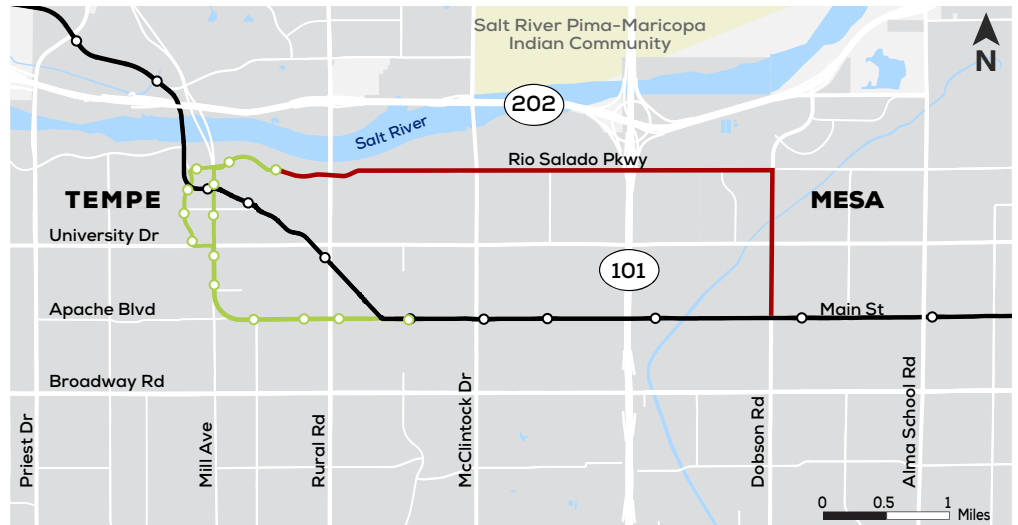 Salt River Pima-Maricopa
Indian Community
N
202
Salt River
Rio Salado Pkwy
TEMPE
MESA
University Dr
101
Apache Blvd
Main St
Broadway Rd
Priest Dr
Mill Ave
Rural Rd
McClintock Dr
Dobson Rd
Alma School Rd
0 0.5 1
Miles